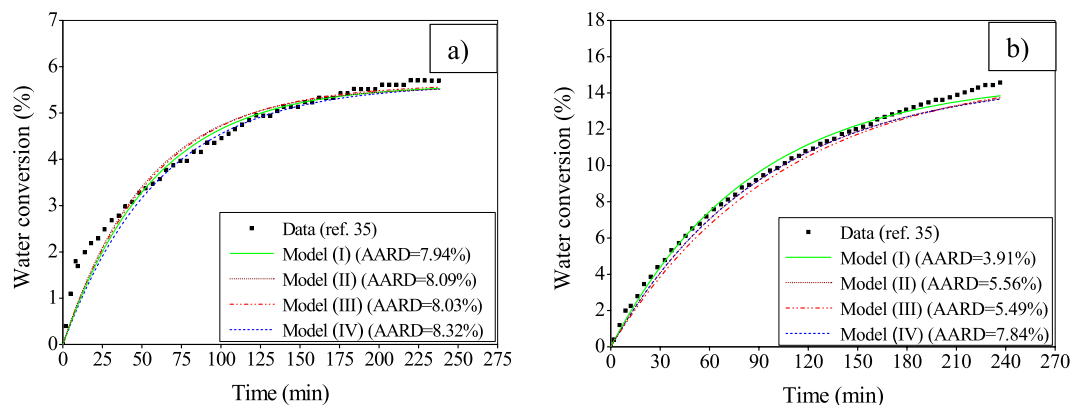 a)
Water conversion (%)
7
6
5
4
3
2
1
0
Data (ref. 35)
Model (I) (AARD=7.94%)
Model (II) (AARD=8.09%)
Model (III) (AARD=8.03%)
Model (IV) (AARD=8.32%)
0 25 50 75 100 125 150 175 200 225 250 275
Time (min)
b)
Water conversion (%)
18
16
14
12
10
8
6
4
2
0
Data (ref. 35)
Model (I) (AARD=3.91%)
Model (II) (AARD=5.56%)
Model (III) (AARD=5.49%)
Model (IV) (AARD=7.84%)
0 30 60 90 120 150 180 210 240 270
Time (min)